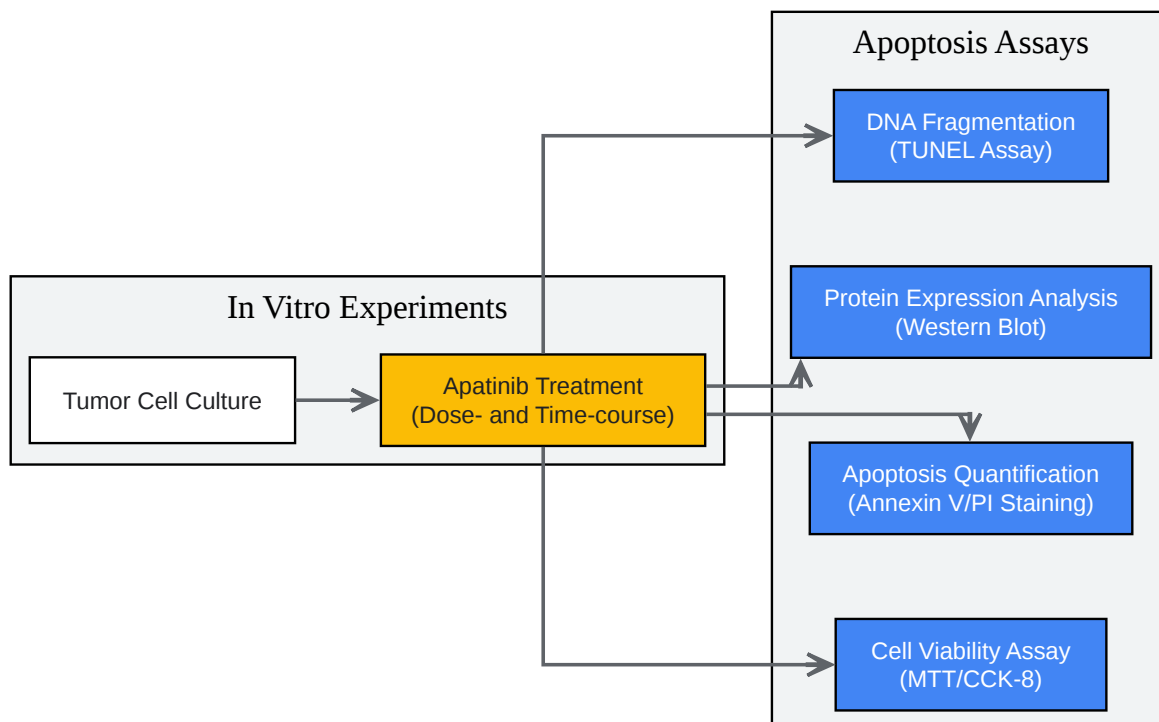 In Vitro Experiments
Tumor Cell Culture
Apatinib Treatment
(Dose- and Time-course)
Apoptosis Assays
DNA Fragmentation
(TUNEL Assay)
Protein Expression Analysis
(Western Blot)
Apoptosis Quantification
(Annexin V/PI Staining)
Cell Viability Assay
(MTT/CCK-8)